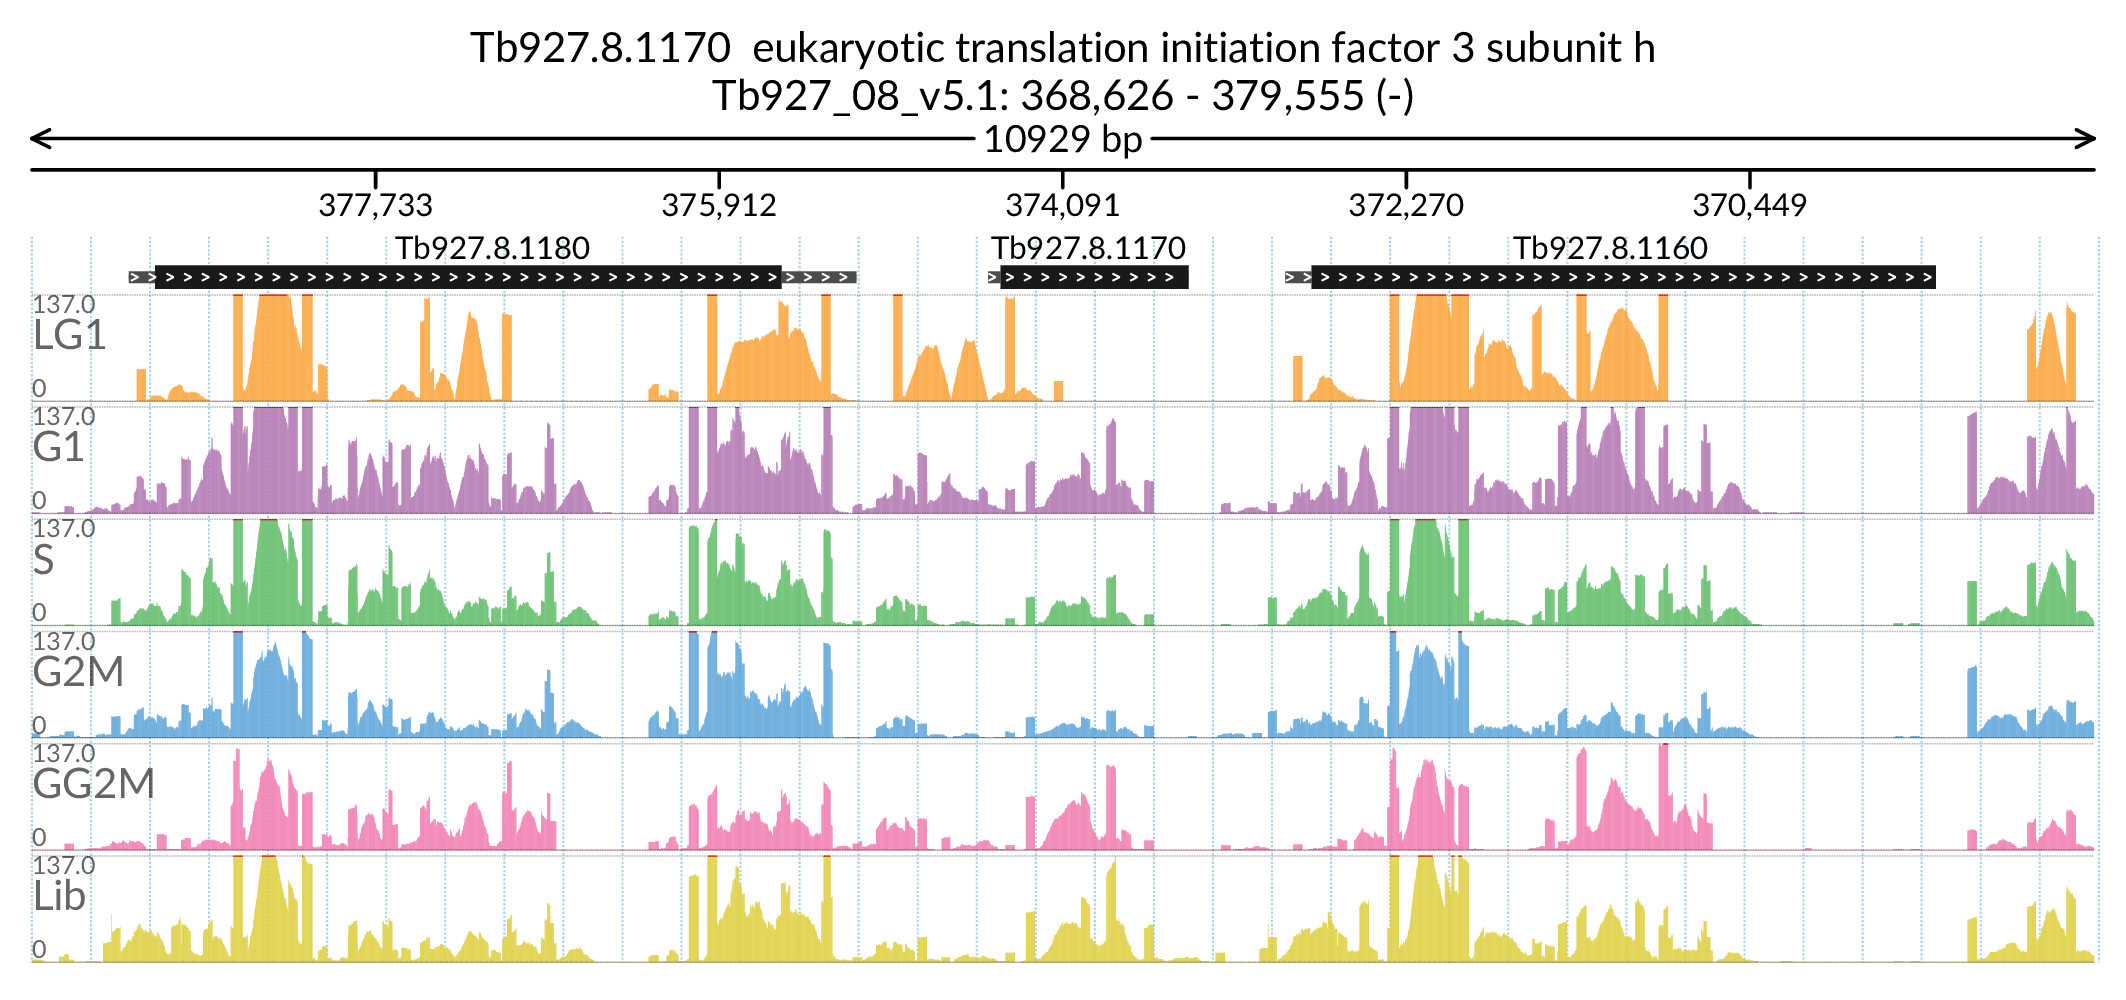 Tb927.8.1170 eukaryotic translation initiation factor 3 subunit h
Tb927_08_v5.1: 368,626 - 379,555 (-)
10929 bp
377,733 375,912 374,091 372,270 370,449
Tb927.8.1180 Tb927.8.1170 Tb927.8.1160
137.0
LG1
0
137.0
G1
0
137.0
S
0
137.0
G2M
0
137.0
GG2M
0
137.0
Lib
0